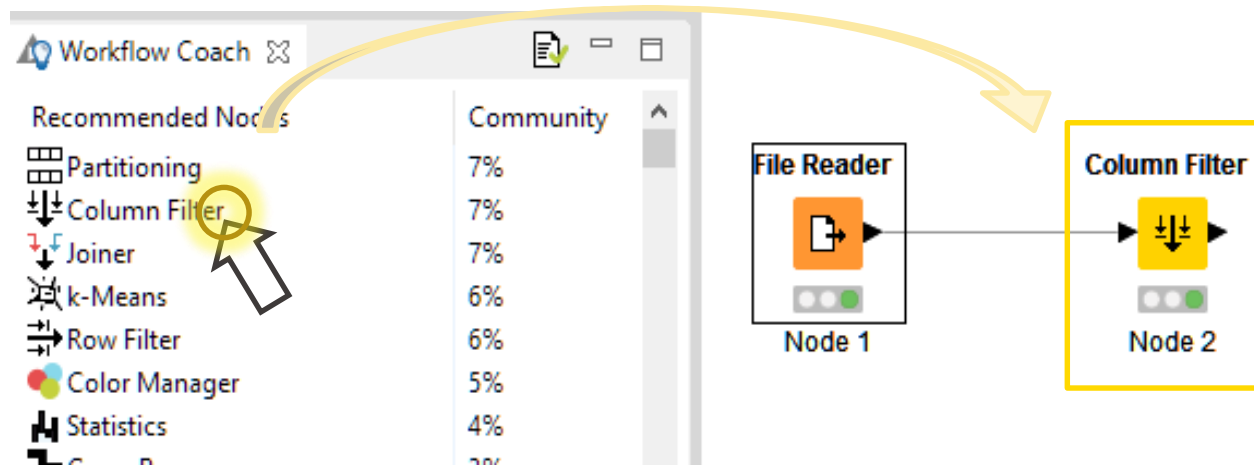 Workflow Coach
Recommended Nodes Community
Partitioning 7%
Column Filter 7%
Joiner 7%
k-Means 6%
Row Filter 6%
Color Manager 5%
Statistics 4%
File Reader
Node 1
Column Filter
Node 2